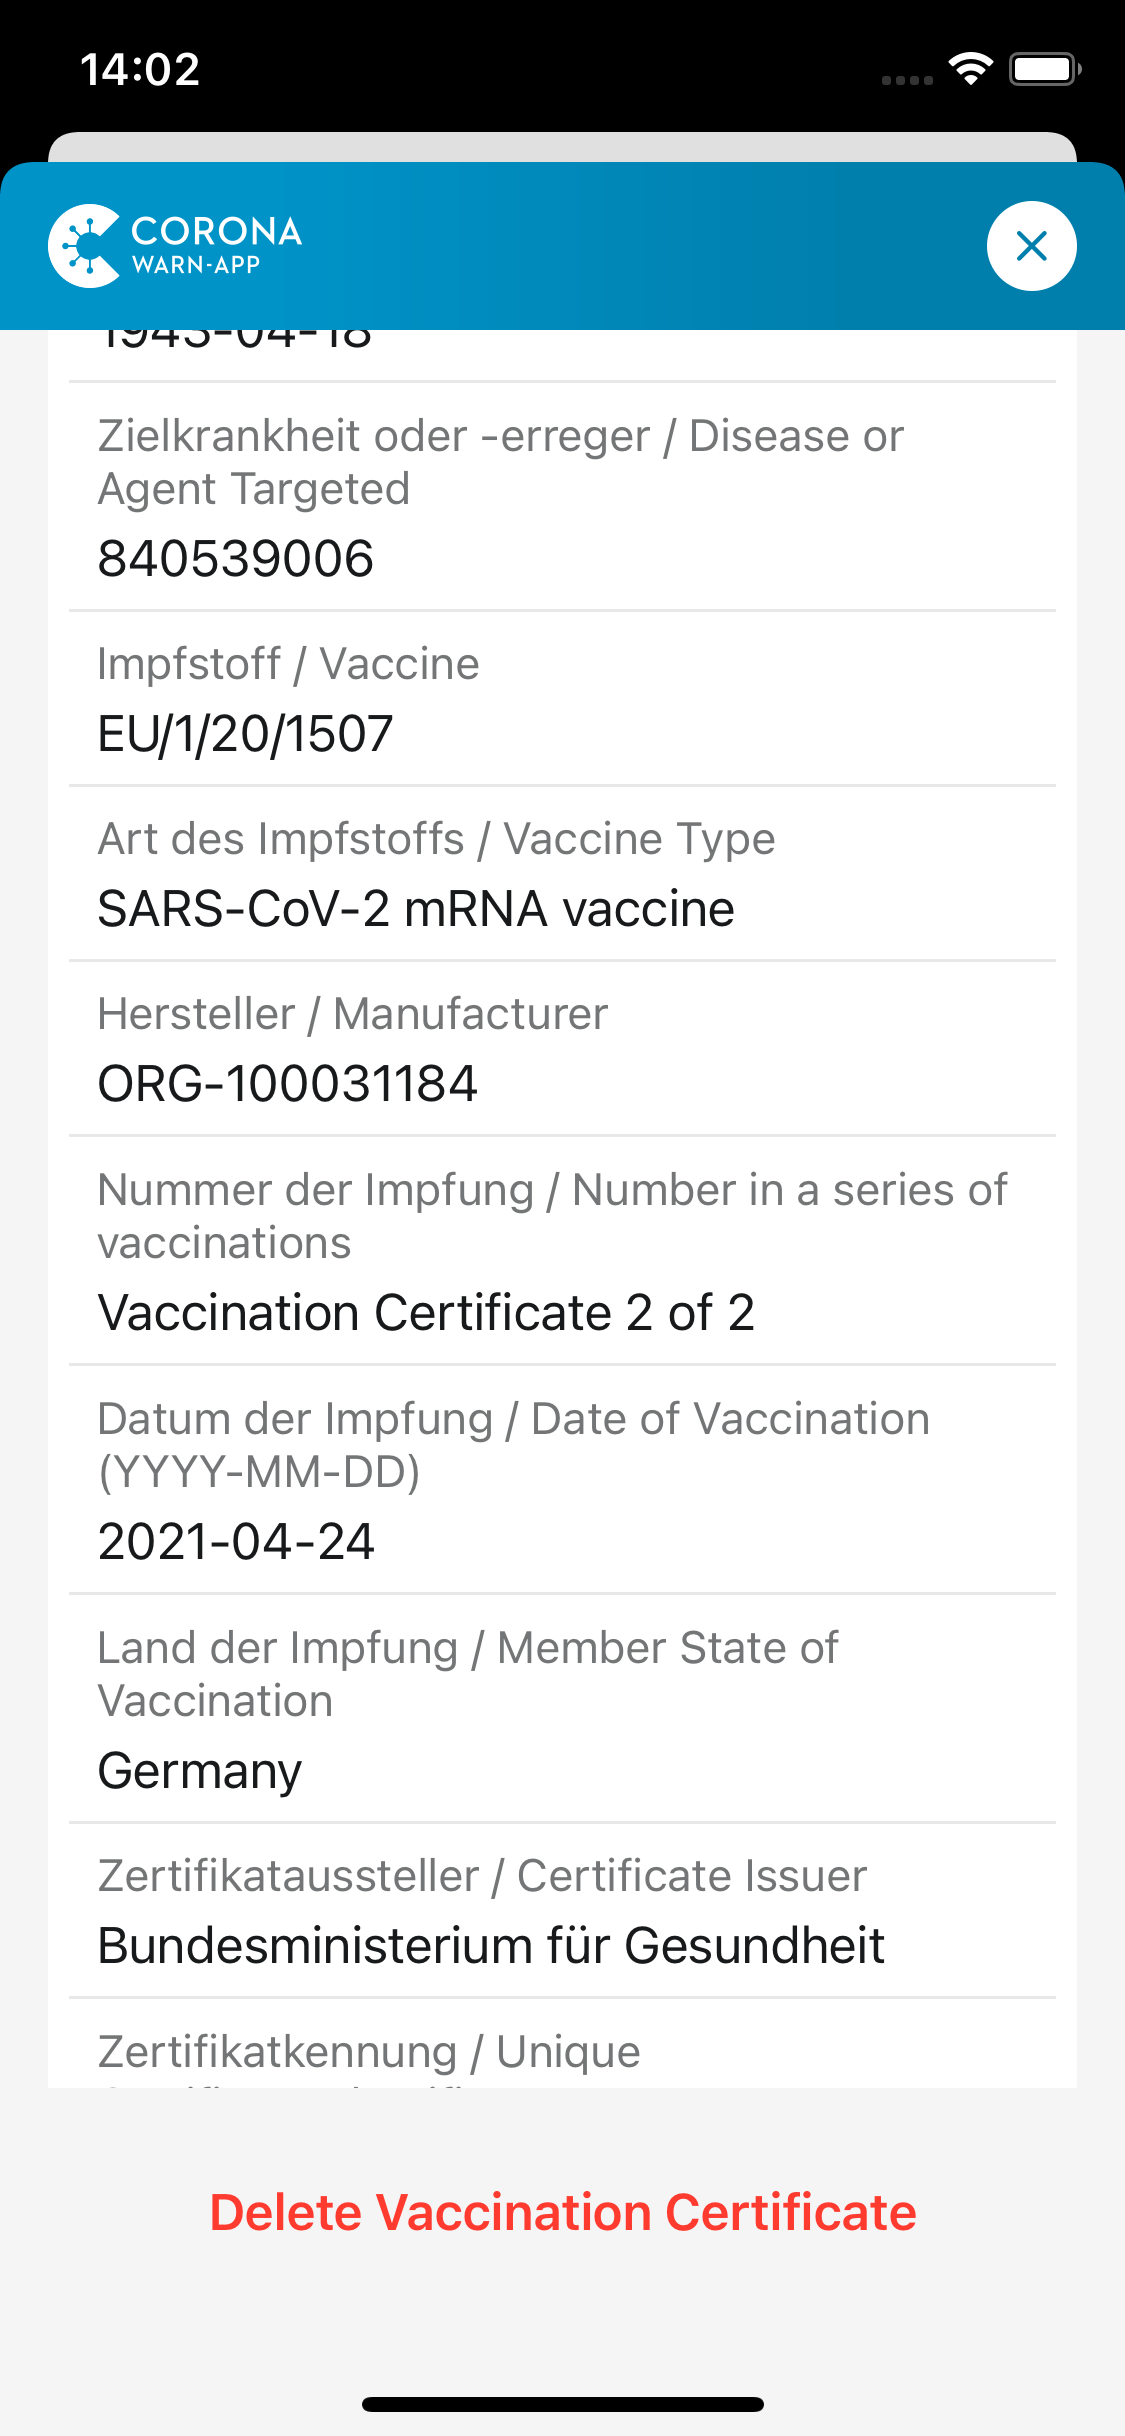 14:02
CORONA
WARN-APP
1943-04-18
Zielkrankheit oder -erreger / Disease or
Agent Targeted
840539006
Impfstoff / Vaccine
EU/1/20/1507
Art des Impfstoffs / Vaccine Type
SARS-CoV-2 mRNA vaccine
Hersteller / Manufacturer
ORG-100031184
Nummer der Impfung / Number in a series of
vaccinations
Vaccination Certificate 2 of 2
Datum der Impfung / Date of Vaccination
(YYYY-MM-DD)
2021-04-24
Land der Impfung / Member State of
Vaccination
Germany
Zertifikataussteller / Certificate Issuer
Bundesministerium für Gesundheit
Zertifikatkennung / Unique
Delete Vaccination Certificate